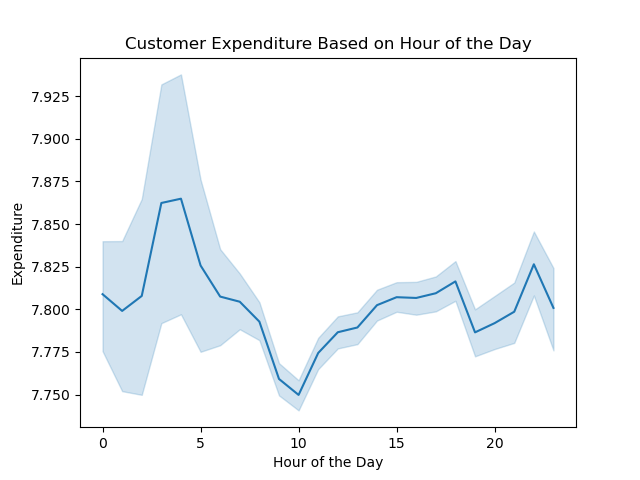 Customer Expenditure Based on Hour of the Day
Expenditure
7.925
7.900
7.875
7.850
7.825
7.800
7.775
7.750
0 5 10 15 20
Hour of the Day